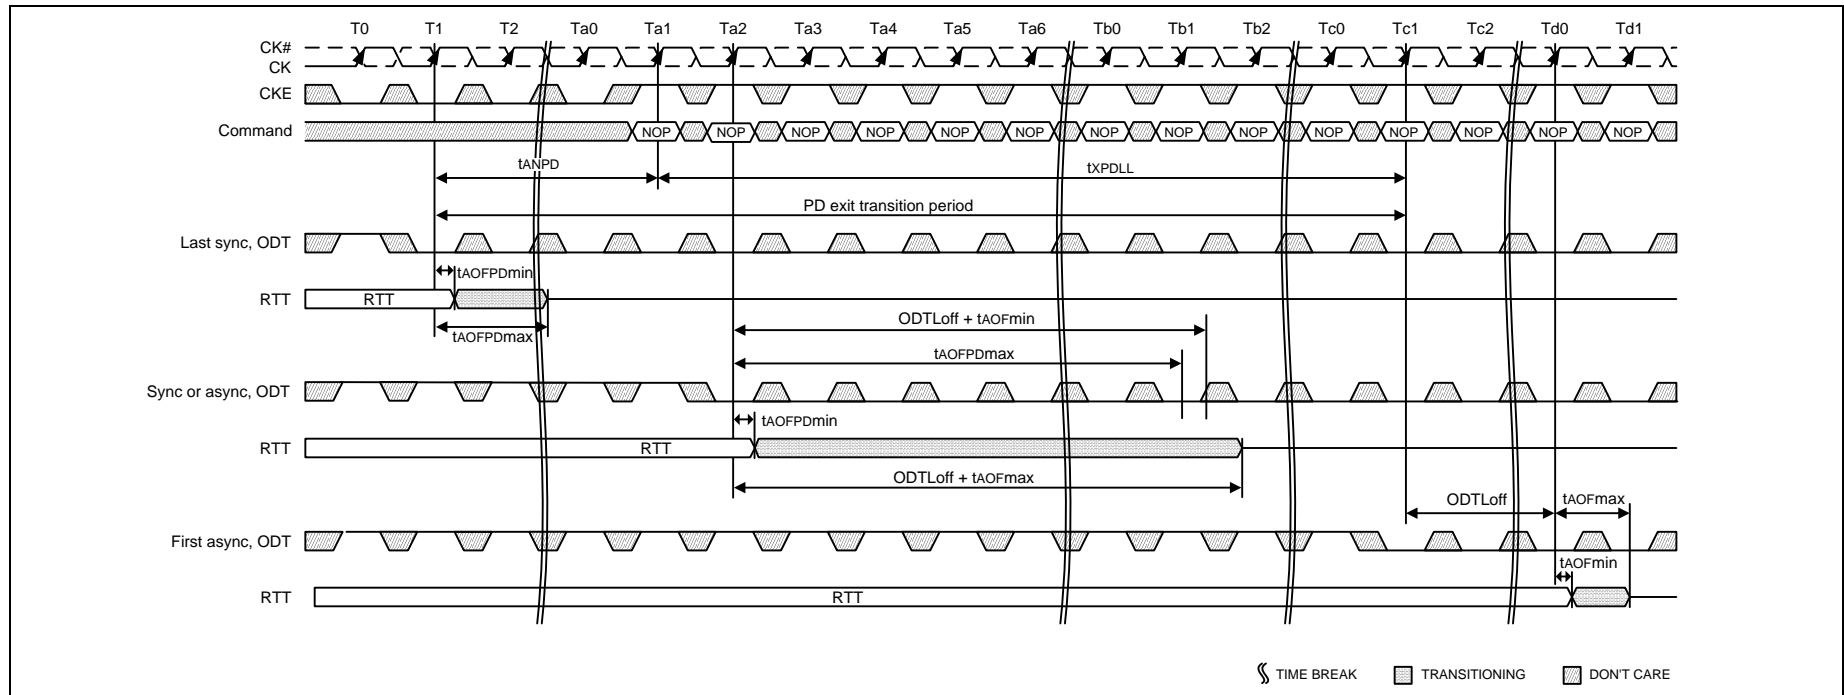 T0 T1 T2 Ta0 Ta1 Ta2 Ta3 Ta4 Ta5 Ta6 Tb0 Tb1 Tb2 Tc0 Tc1 Tc2 Td0 Td1
CK#
CK
CKE
Command NOP NOP NOP NOP NOP NOP NOP NOP NOP NOP NOP NOP NOP NOP
tANPD tXPDLL
PD exit transition period
Last sync, ODT
tAOFPDmin
RTT RTT
ODTLoff + tAOFmin
tAOFPDmax
tAOFPDmax
Sync or async, ODT
tAOFPDmin
RTT RTT
ODTLoff + tAOFmax
ODTLoff tAOFmax
First async, ODT
tAOFmin
RTT RTT
TIME BREAK TRANSITIONING DON'T CARE